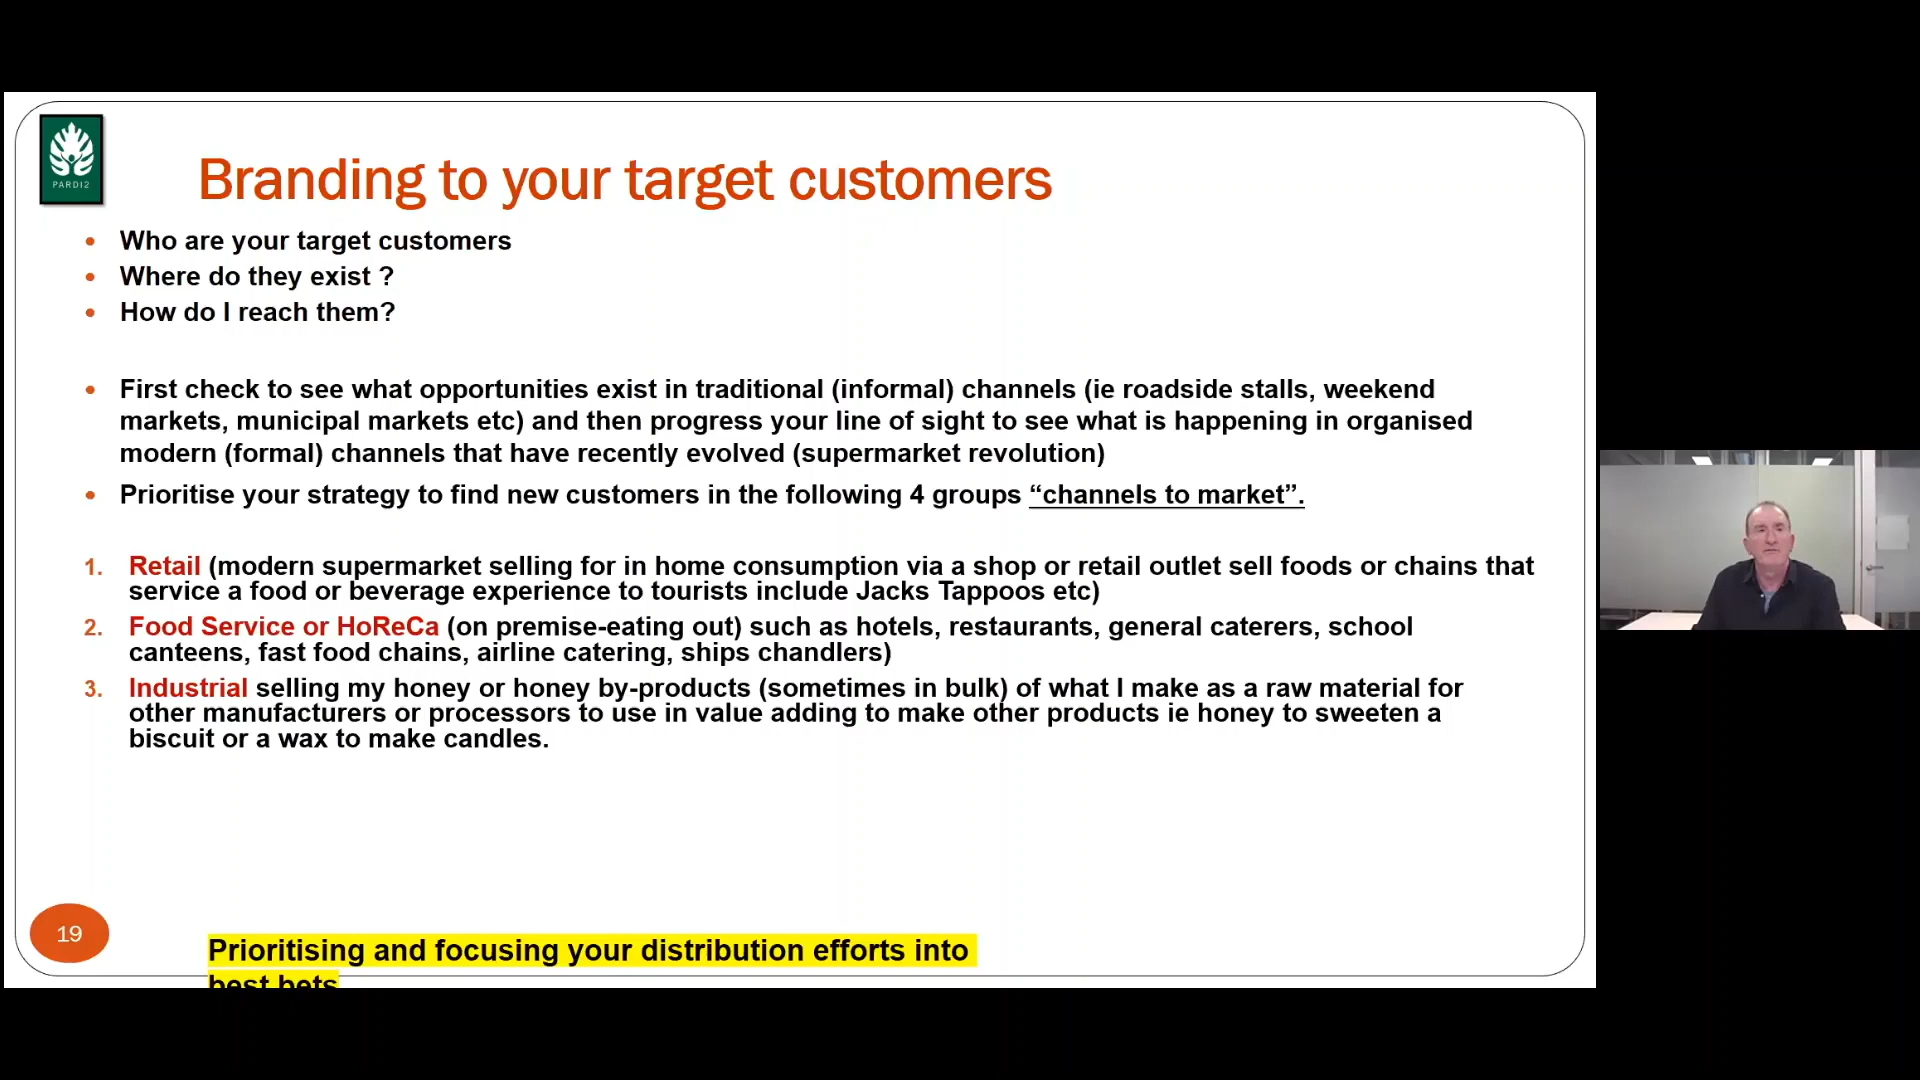 PARDI2
Branding to your target customers
• Who are your target customers
• Where do they exist ?
• How do I reach them?
• First check to see what opportunities exist in traditional (informal) channels (ie roadside stalls, weekend
markets, municipal markets etc) and then progress your line of sight to see what is happening in organised
modern (formal) channels that have recently evolved (supermarket revolution)
• Prioritise your strategy to find new customers in the following 4 groups “channels to market”.
1. Retail (modern supermarket selling for in home consumption via a shop or retail outlet sell foods or chains that
service a food or beverage experience to tourists include Jacks Tappoos etc)
2. Food Service or HoReCa (on premise-eating out) such as hotels, restaurants, general caterers, school
canteens, fast food chains, airline catering, ships chandlers)
3. Industrial selling my honey or honey by-products (sometimes in bulk) of what I make as a raw material for
other manufacturers or processors to use in value adding to make other products ie honey to sweeten a
biscuit or a wax to make candles.
19
Prioritising and focusing your distribution efforts into
best bets